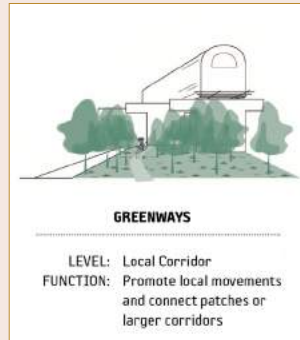 GREENWAYS
LEVEL: Local Corridor
FUNCTION: Promote local movements
and connect patches or
larger corridors